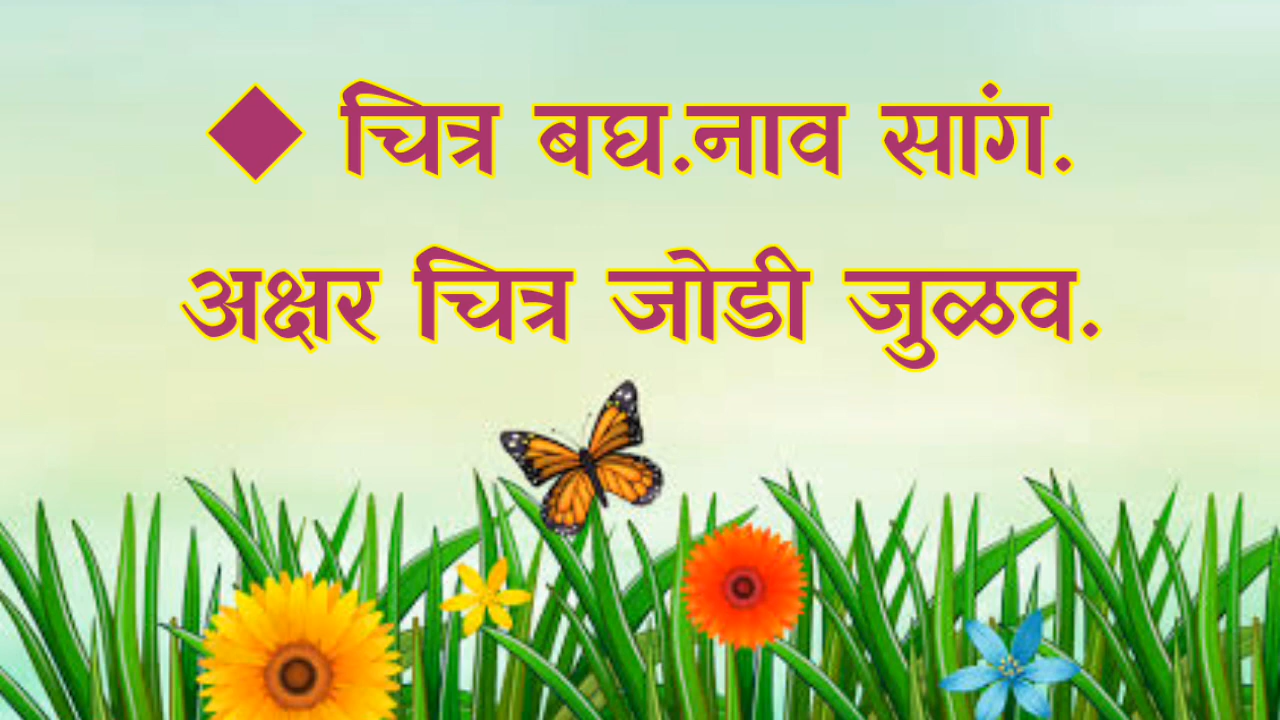 ◆ चित्र बघ.नाव सांग.
अक्षर चित्र जोडी जुळव.